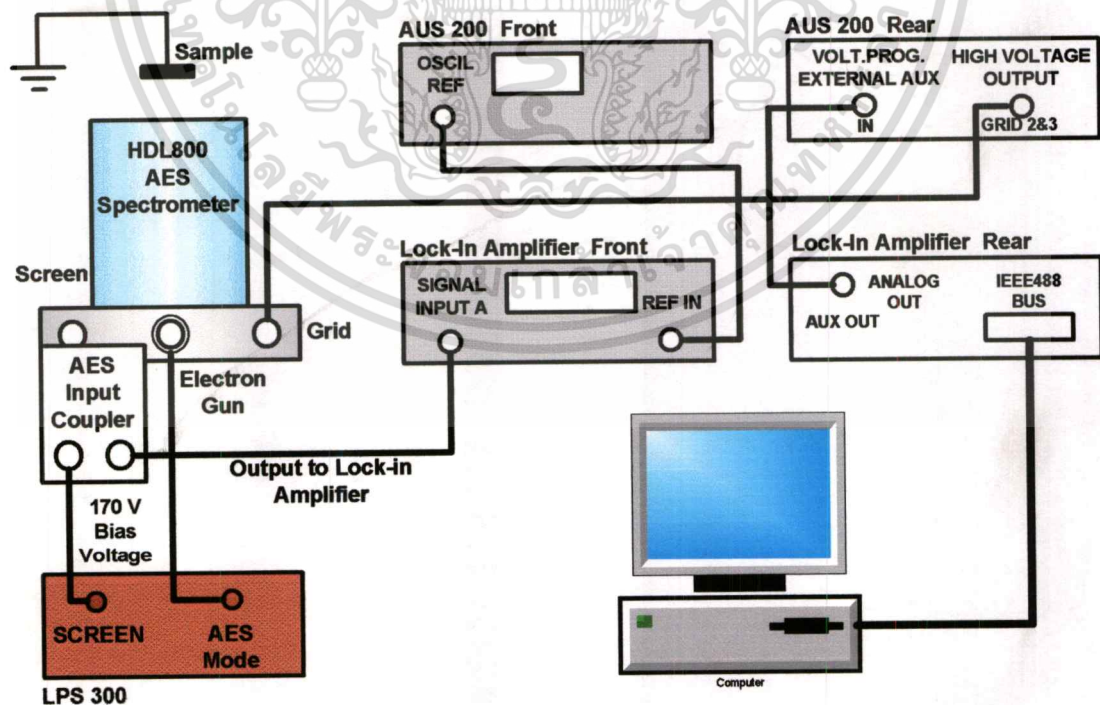 Sample
HDL800
AES
Spectrometer
Screen
Grid
AES
Input
Coupler
Electron
Gun
Output to Lock-in
Amplifier
170 V
Bias
Voltage
SCREEN
AES
Mode
LPS 300
AUS 200 Front
OSCIL
REF
AUS 200 Rear
VOLT.PROG.
EXTERNAL AUX
IN
HIGH VOLTAGE
OUTPUT
GRID 2&3
Lock-In Amplifier Front
SIGNAL
INPUT A
REF IN
Lock-In Amplifier Rear
ANALOG
OUT
AUX OUT
IEEE488
BUS
Computer